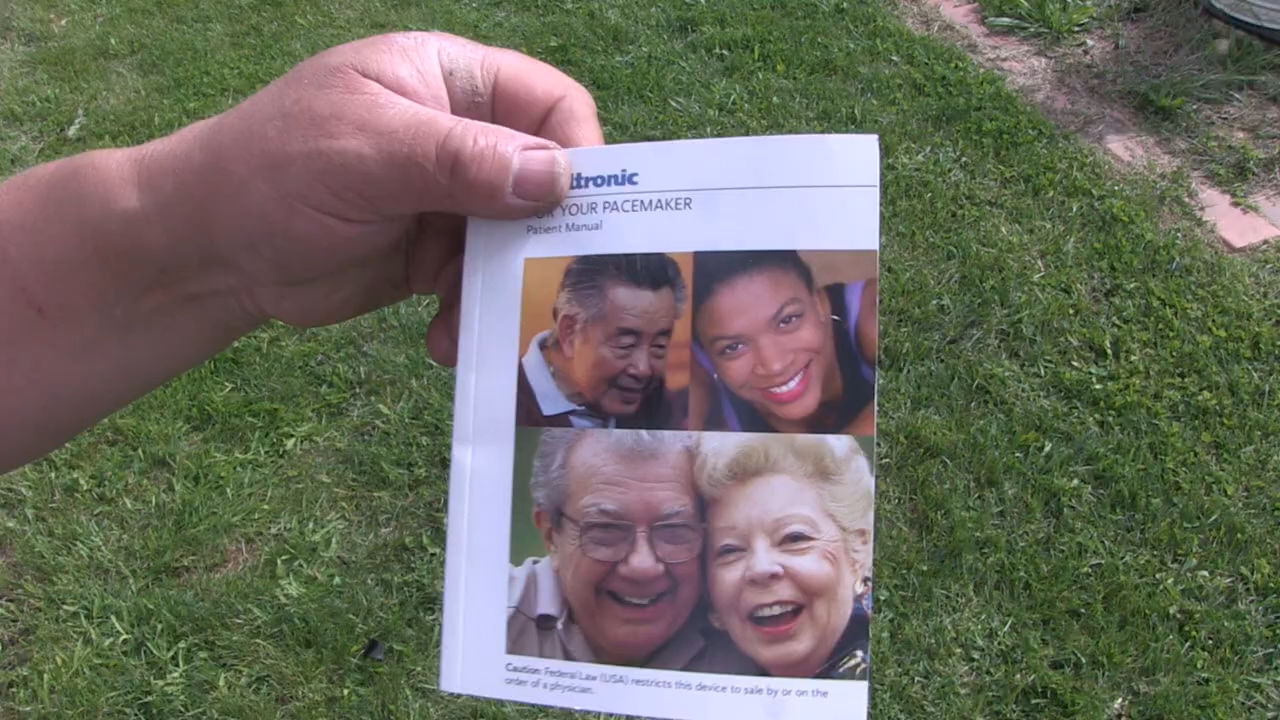 ltronic
FOR YOUR PACEMAKER
Patient Manual
Caution: Federal Law (USA) restricts this device to sale by or on the
order of a physician.